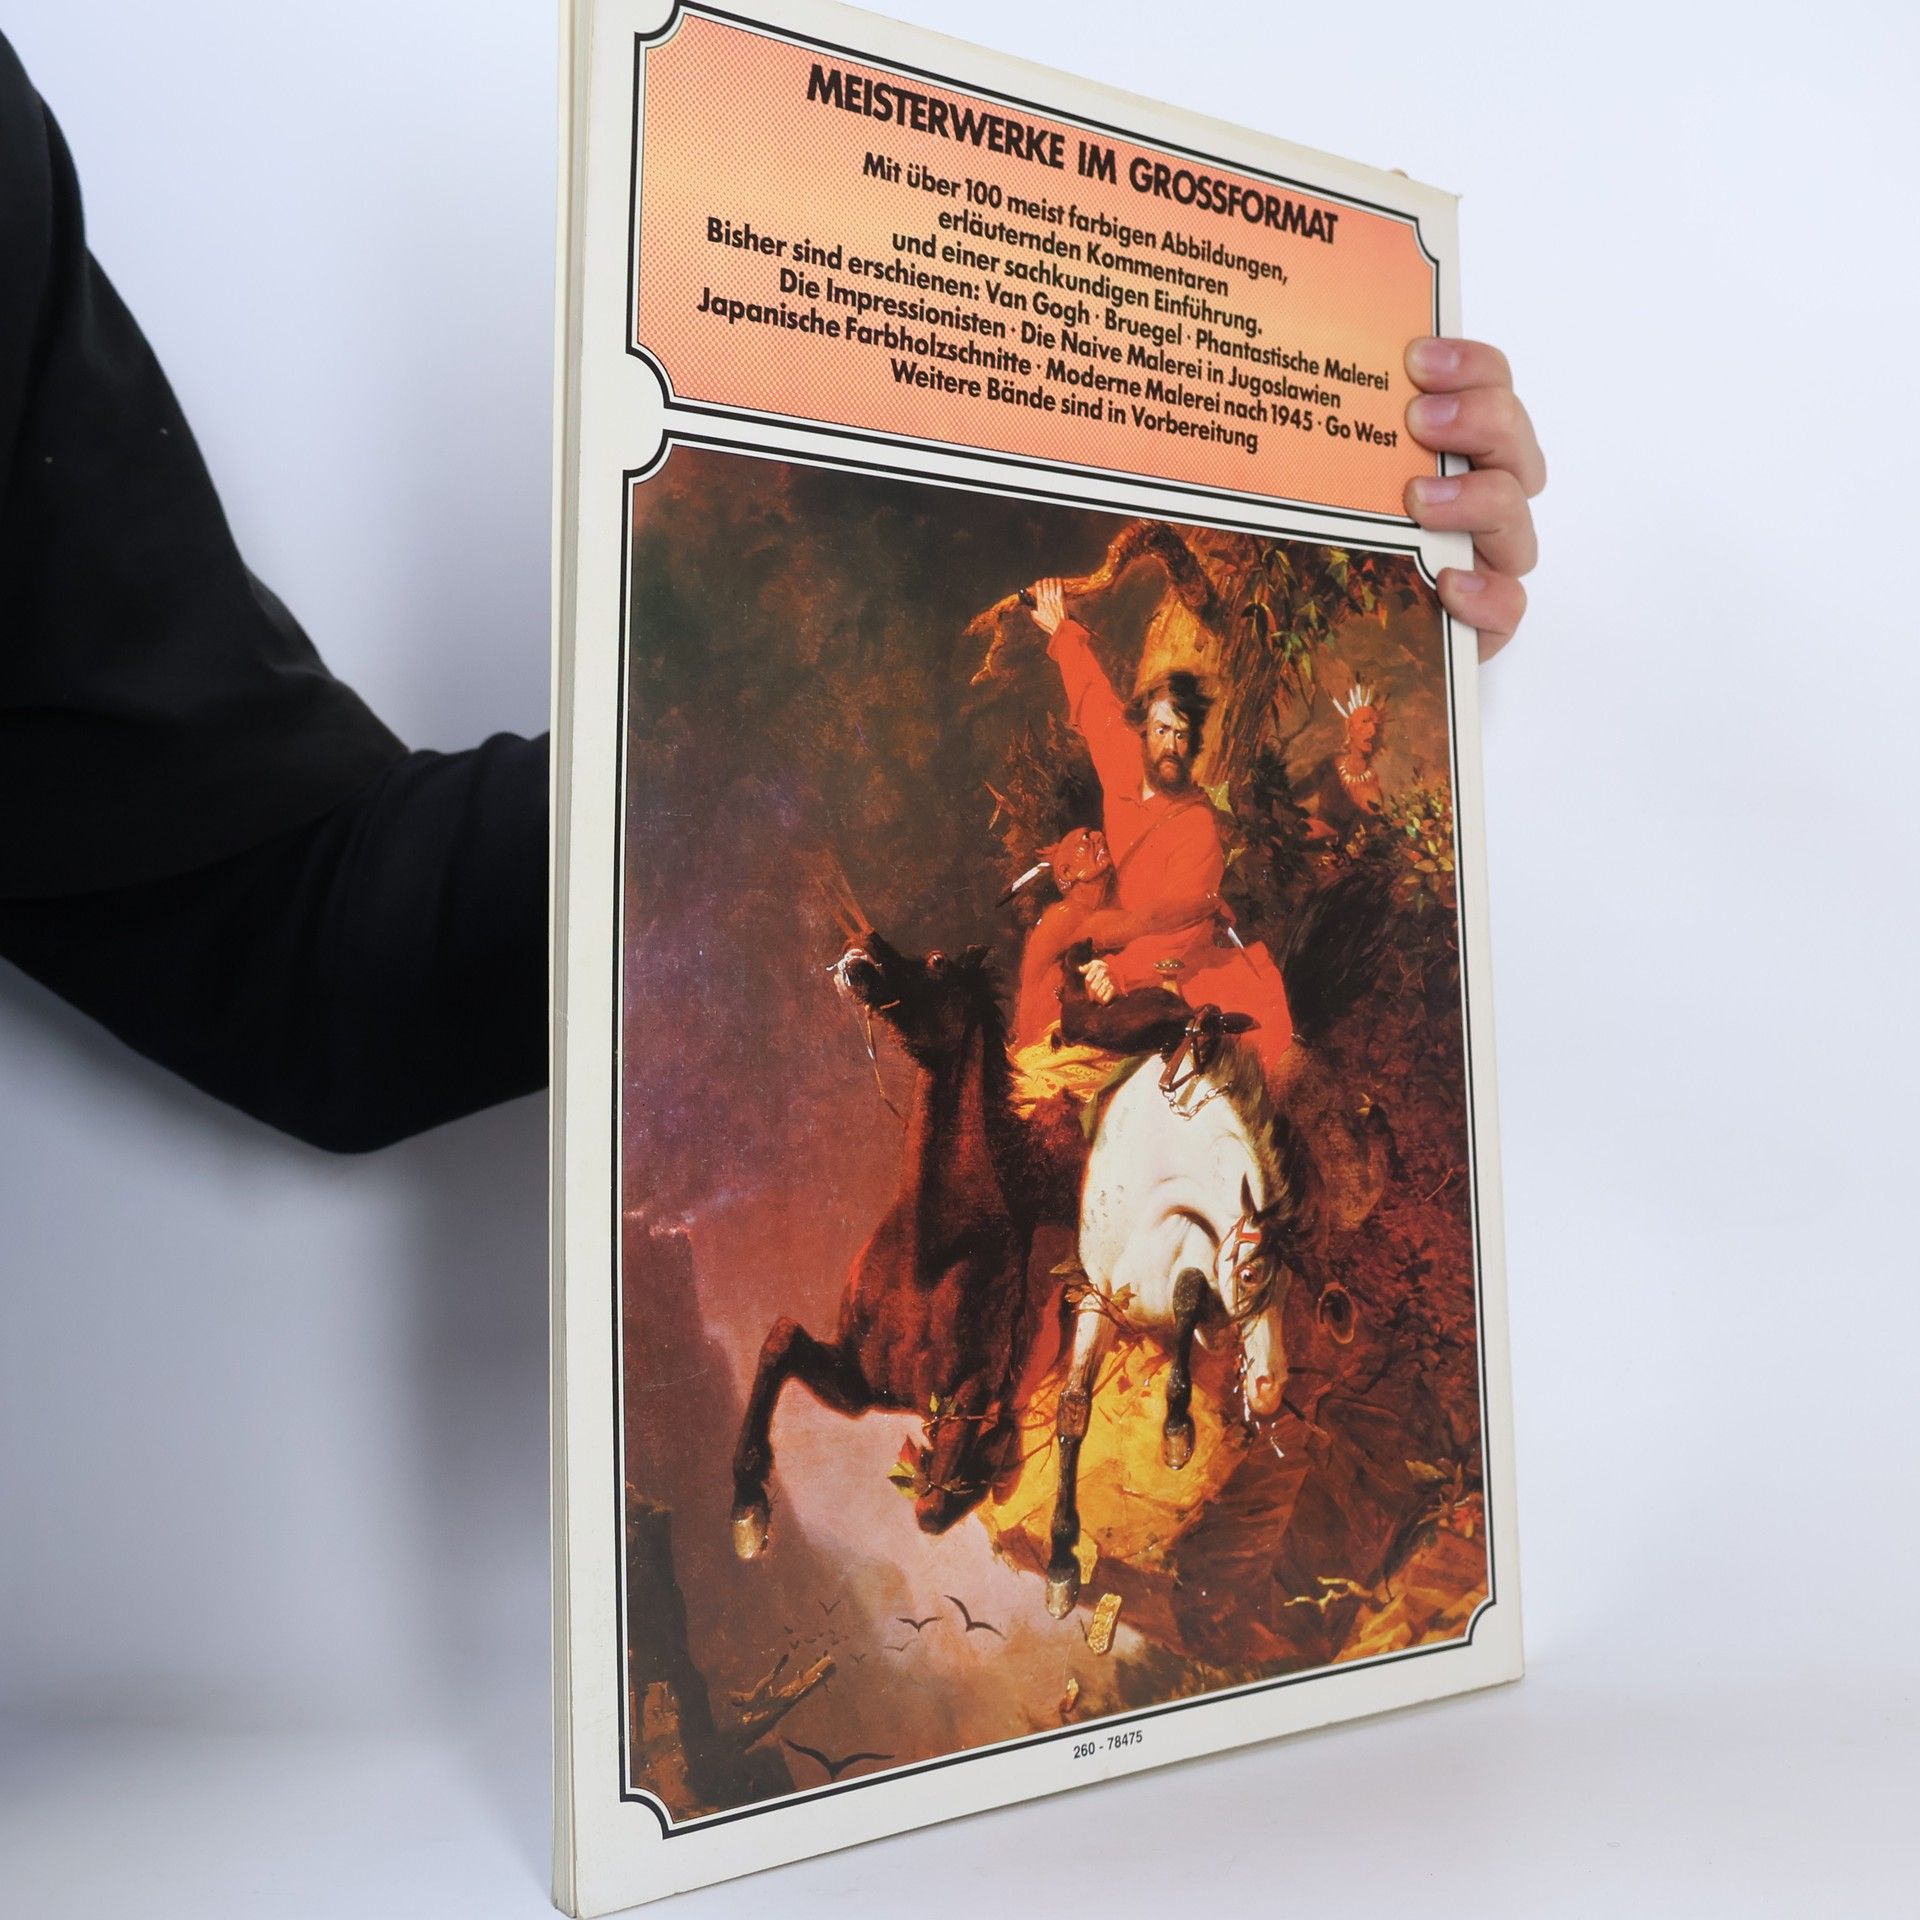 MEISTERWERKE IM GROSSFORMAT
Mit über 100 meist farbigen Abbildungen,
erläuternden Kommentaren
und einer sachkundigen Einführung.
Bisher sind erschienen: Van Gogh · Bruegel · Phantastische Malerei
Die Impressionisten · Die Naive Malerei in Jugoslawien
Japanische Farbholzschnitte · Moderne Malerei nach 1945 · Go West
Weitere Bände sind in Vorbereitung
260 - 78475